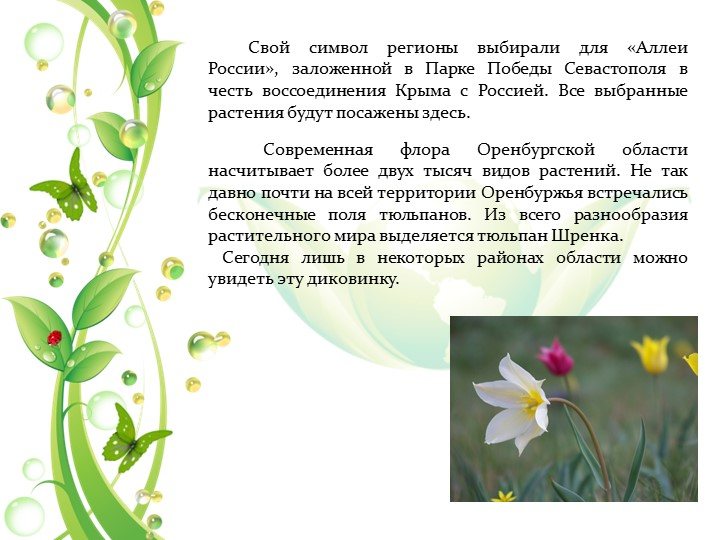 Свой символ регионы выбирали для «Аллеи
России», заложенной в Парке Победы Севастополя в
честь воссоединения Крыма с Россией. Все выбранные
растения будут посажены здесь.
Современная флора Оренбургской области
насчитывает более двух тысяч видов растений. Не так
давно почти на всей территории Оренбуржья встречались
бесконечные поля тюльпанов. Из всего разнообразия
растительного мира выделяется тюльпан Шренка.
Сегодня лишь в некоторых районах области можно
увидеть эту диковинку.